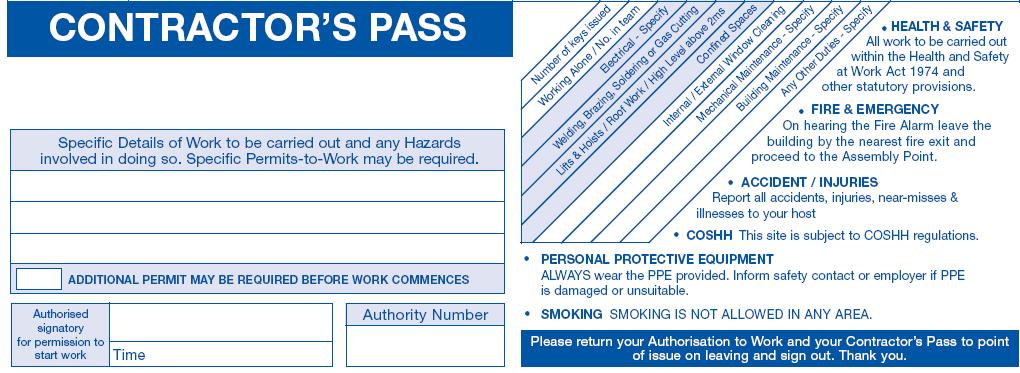 CONTRACTOR'S PASS
Specific Details of Work to be carried out and any Hazards
involved in doing so. Specific Permits-to-Work may be required.
ADDITIONAL PERMIT MAY BE REQUIRED BEFORE WORK COMMENCES
Authorised
signatory
for permission to
start work
Time
Authority Number
Number of keys issued
Working Alone / No. in team
Electrical - Specify
Welding, Brazing, Soldering or Gas Cutting
Lifts & Hoists / Roof Work / High Level above 2ms
Confined Spaces
Internal / External Window Cleaning
Mechanical Maintenance - Specify
Building Maintenance - Specify
Any Other Duties - Specify
• HEALTH & SAFETY
All work to be carried out
within the Health and Safety
at Work Act 1974 and
other statutory provisions.
• FIRE & EMERGENCY
On hearing the Fire Alarm leave the
building by the nearest fire exit and
proceed to the Assembly Point.
• ACCIDENT / INJURIES
Report all accidents, injuries, near-misses &
illnesses to your host
• COSHH This site is subject to COSHH regulations.
• PERSONAL PROTECTIVE EQUIPMENT
ALWAYS wear the PPE provided. Inform safety contact or employer if PPE
is damaged or unsuitable.
• SMOKING SMOKING IS NOT ALLOWED IN ANY AREA.
Please return your Authorisation to Work and your Contractor's Pass to point
of issue on leaving and sign out. Thank you.